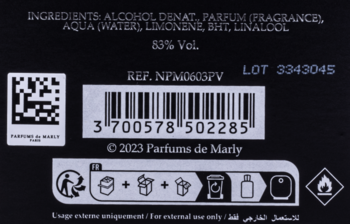 INGREDIENTS: ALCOHOL DENAT., PARFUM (FRAGRANCE),
AQUA (WATER), LIMONENE, BHT, LINALOOL
83% Vol.
REF. NPM0603PV
LOT 3343045
PARFUMS de MARLY
PARIS
3 700578 502285
© 2023 Parfums de Marly
FR
Usage externe uniquement / For external use only / للاستعمال الخارجي فقط